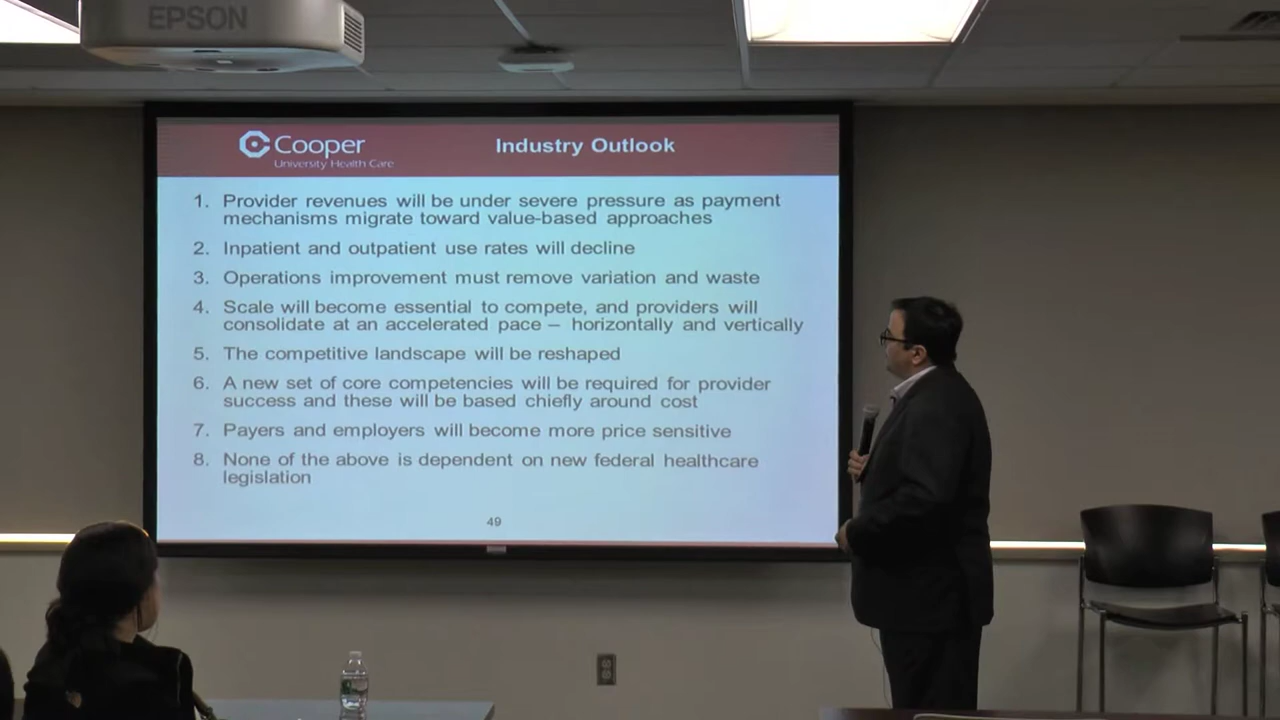 EPSON
Cooper
University Health Care
Industry Outlook
1. Provider revenues will be under severe pressure as payment
mechanisms migrate toward value-based approaches
2. Inpatient and outpatient use rates will decline
3. Operations improvement must remove variation and waste
4. Scale will become essential to compete, and providers will
consolidate at an accelerated pace – horizontally and vertically
5. The competitive landscape will be reshaped
6. A new set of core competencies will be required for provider
success and these will be based chiefly around cost
7. Payers and employers will become more price sensitive
8. None of the above is dependent on new federal healthcare
legislation
49